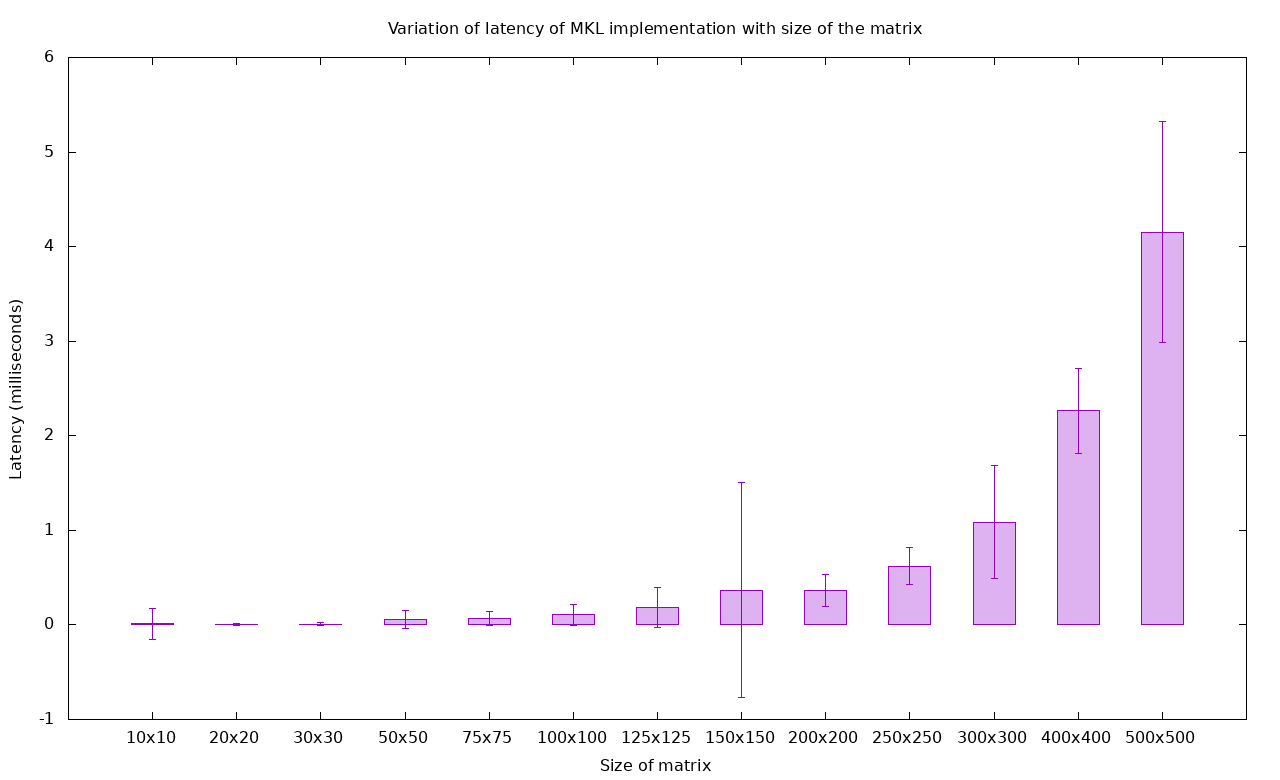 Variation of latency of MKL implementation with size of the matrix
6
5
4
3
2
1
0
-1
Latency (milliseconds)
10x10 20x20 30x30 50x50 75x75 100x100 125x125 150x150 200x200 250x250 300x300 400x400 500x500
Size of matrix